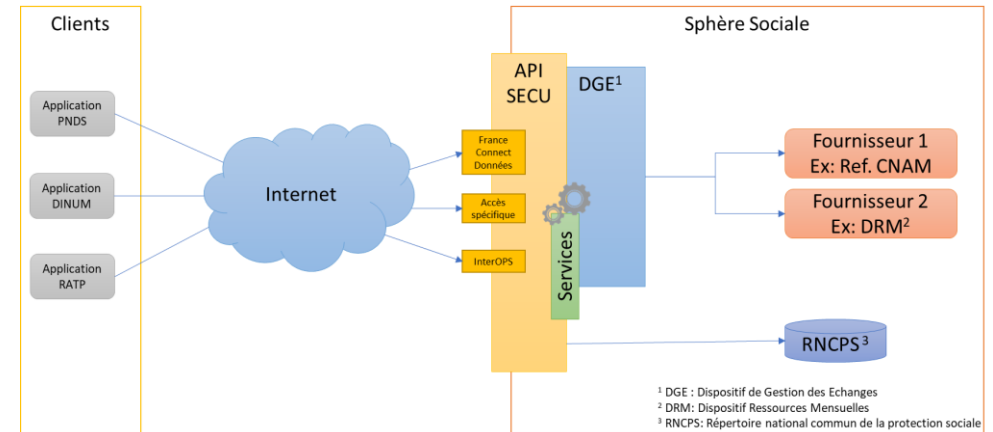 Clients
Sphère Sociale
Application
PNDS
Application
DINUM
Application
RATP
Internet
France
Connect
Données
Accès
spécifique
InterOPS
API
SECU
DGE¹
Services
Fournisseur 1
Ex: Ref. CNAM
Fournisseur 2
Ex: DRM²
RNCPS ³
¹ DGE : Dispositif de Gestion des Echanges
² DRM: Dispositif Ressources Mensuelles
³ RNCPS: Répertoire national commun de la protection sociale